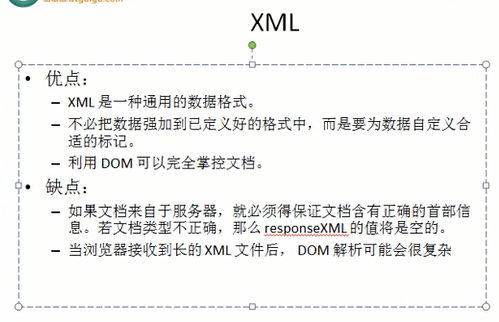 XML
• 优点：
– XML 是一种通用的数据格式。
– 不必把数据强加到已定义好的格式中，而是要为数据自定义合
适的标记。
– 利用 DOM 可以完全掌控文档。
• 缺点：
– 如果文档来自于服务器，就必须得保证文档含有正确的首部信
息。若文档类型不正确，那么 responseXML 的值将是空的。
– 当浏览器接收到长的 XML 文件后， DOM 解析可能会很复杂